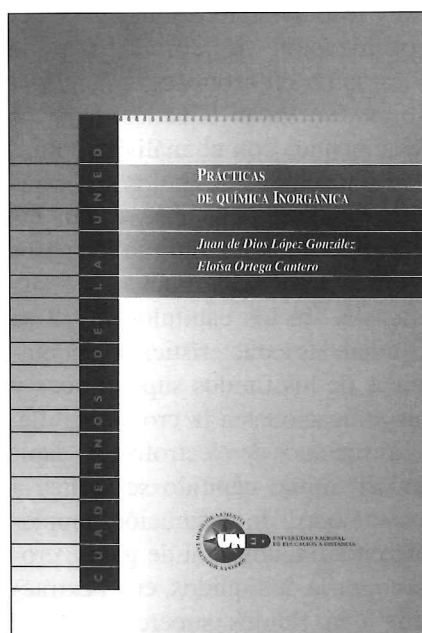 CUADERNOS DE LA UNED
PRÁCTICAS
DE QUÍMICA INORGÁNICA
Juan de Dios López González
Eloísa Ortega Cantero
UNED
UNIVERSIDAD NACIONAL
DE EDUCACIÓN A DISTANCIA